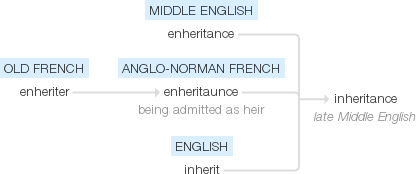 MIDDLE ENGLISH
enheritance
OLD FRENCH
ANGLO-NORMAN FRENCH
enheriter
enheritaunce
inheritance
being admitted as heir
late Middle English
ENGLISH
inherit